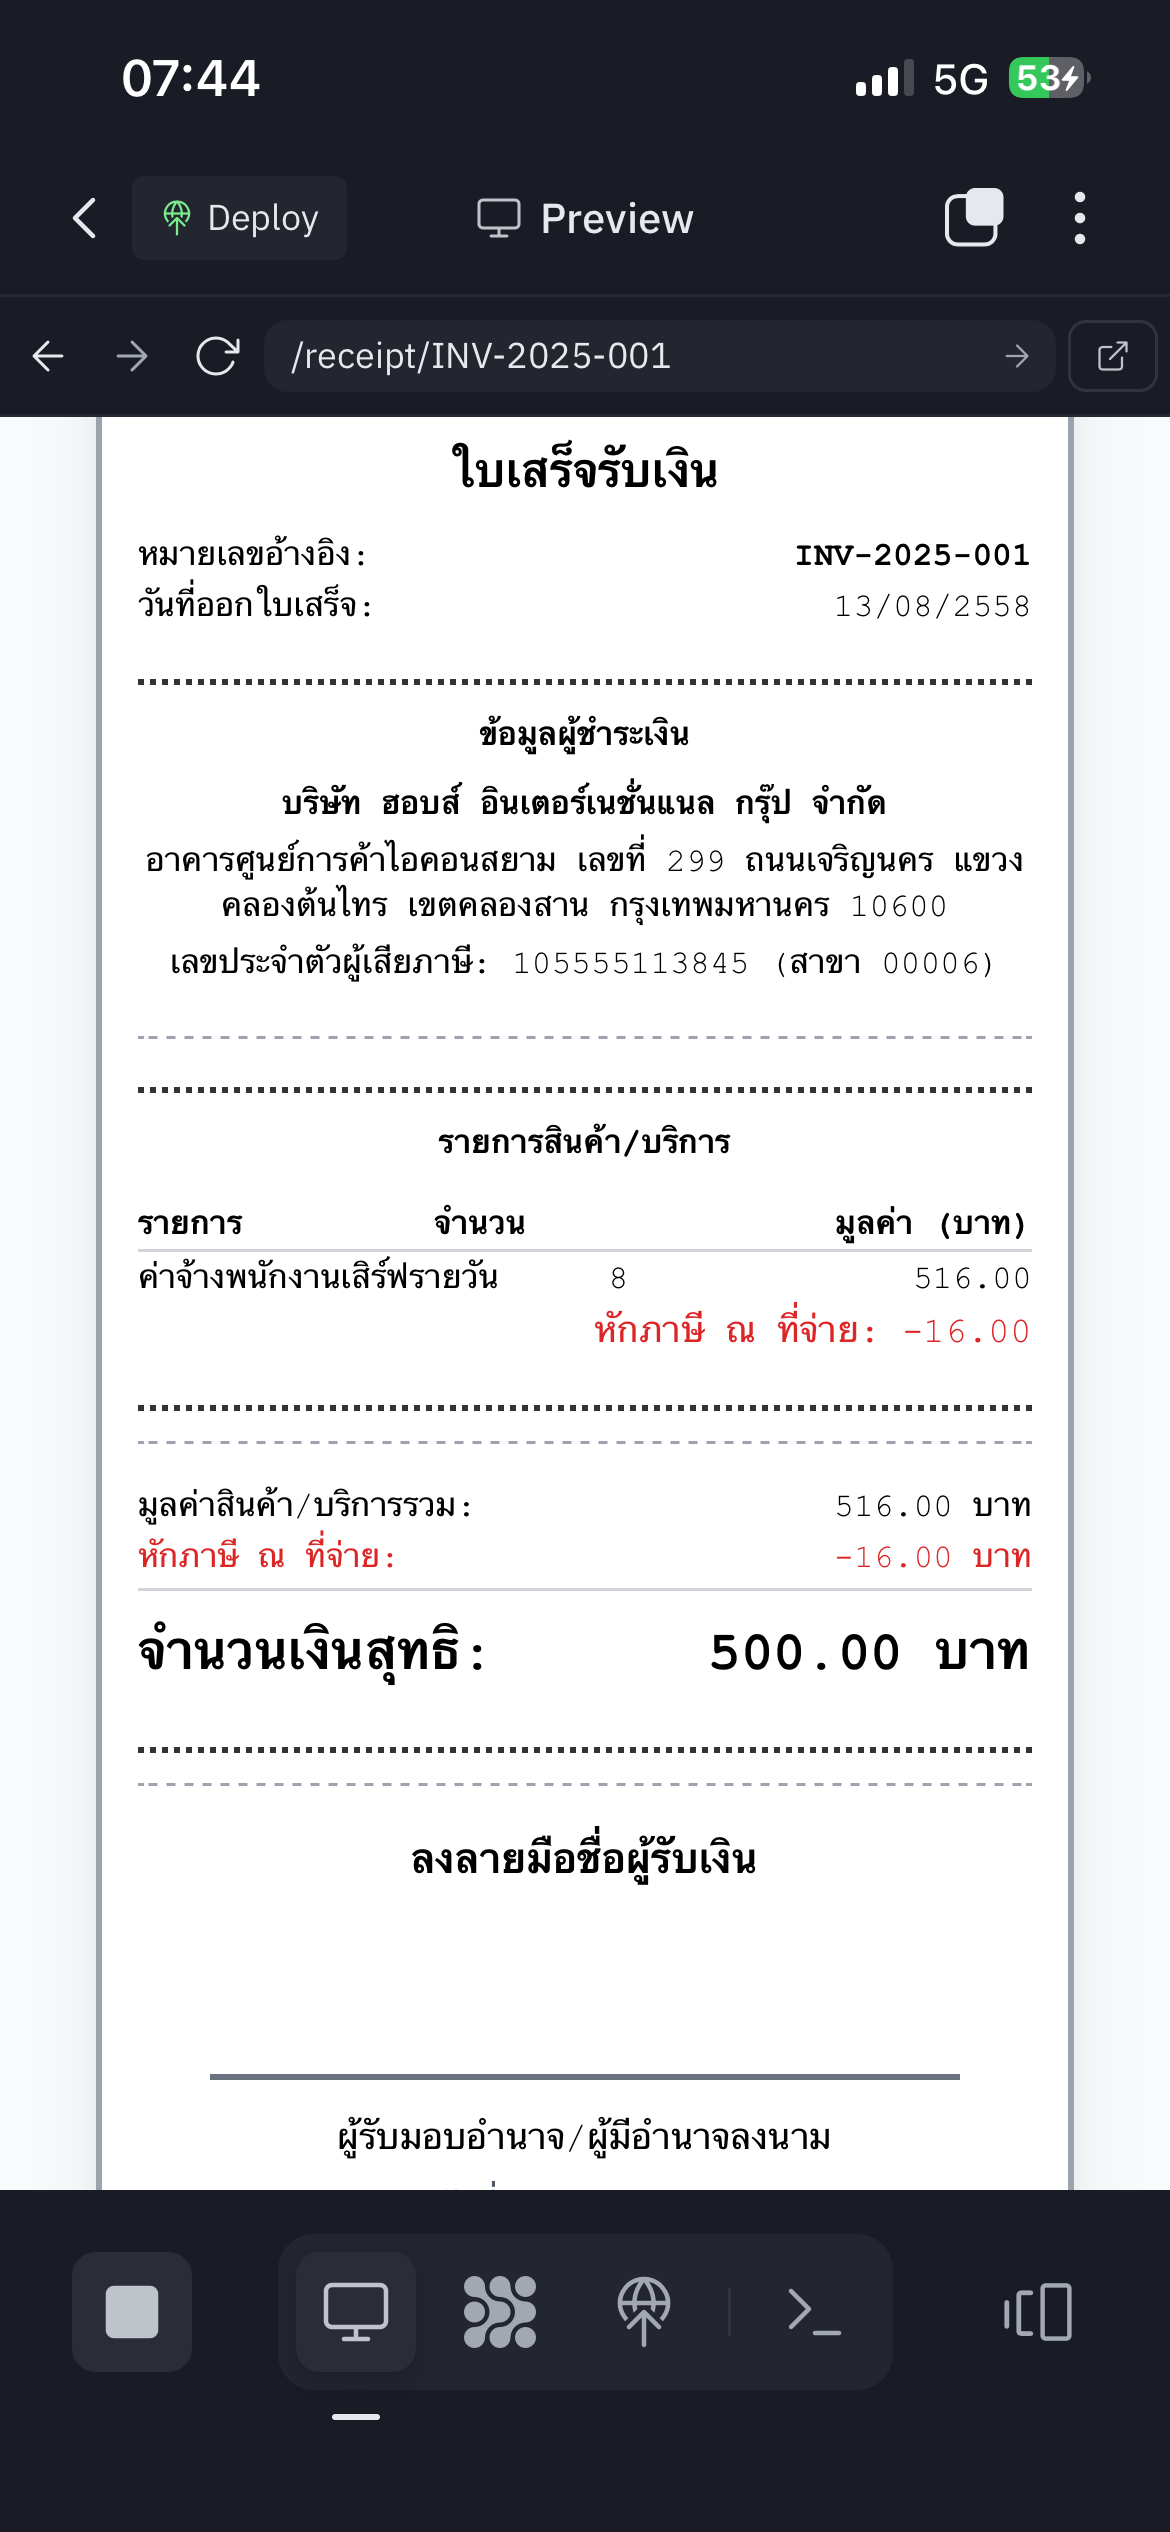 07:44
5G 53
Deploy
Preview
/receipt/INV-2025-001
ใบเสร็จรับเงิน
หมายเลขอ้างอิง: INV-2025-001
วันที่ออกใบเสร็จ: 13/08/2558
ข้อมูลผู้ชำระเงิน
บริษัท ฮอบส์ อินเตอร์เนชั่นแนล กรุ๊ป จำกัด
อาคารศูนย์การค้าไอคอนสยาม เลขที่ 299 ถนนเจริญนคร แขวง
คลองต้นไทร เขตคลองสาน กรุงเทพมหานคร 10600
เลขประจำตัวผู้เสียภาษี: 105555113845 (สาขา 00006)
รายการสินค้า/บริการ
รายการ จำนวน มูลค่า (บาท)
ค่าจ้างพนักงานเสิร์ฟรายวัน 8 516.00
หักภาษี ณ ที่จ่าย: -16.00
มูลค่าสินค้า/บริการรวม: 516.00 บาท
หักภาษี ณ ที่จ่าย: -16.00 บาท
จำนวนเงินสุทธิ: 500.00 บาท
ลงลายมือชื่อผู้รับเงิน
ผู้รับมอบอำนาจ/ผู้มีอำนาจลงนาม